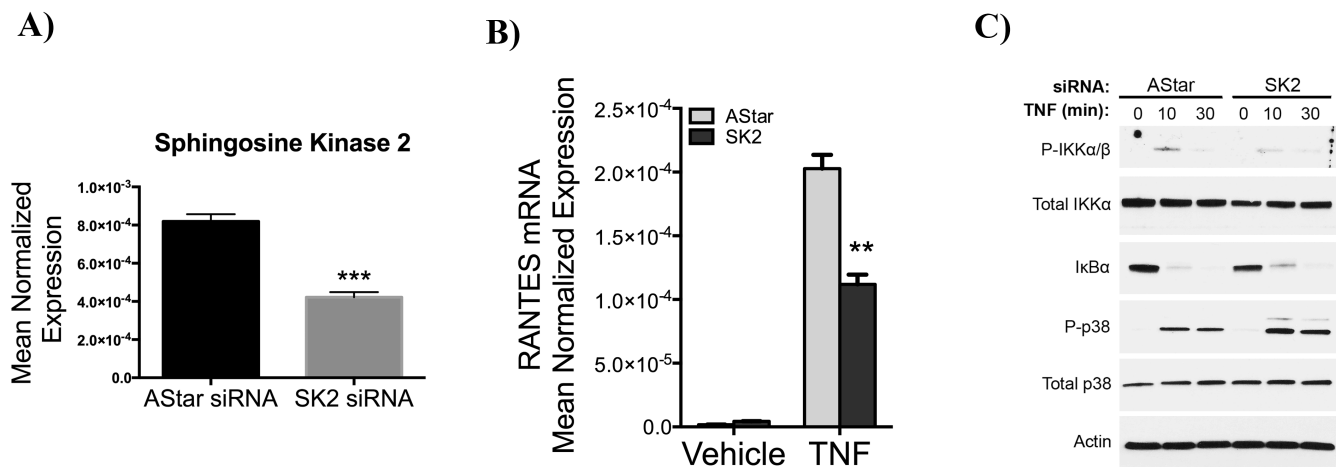 A)
Sphingosine Kinase 2
Mean Normalized
Expression
1.0×10⁻³
8.0×10⁻⁴
6.0×10⁻⁴
4.0×10⁻⁴
2.0×10⁻⁴
0.0
***
AStar siRNA SK2 siRNA
B)
RANTES mRNA
Mean Normalized Expression
2.5×10⁻⁴
2.0×10⁻⁴
1.5×10⁻⁴
1.0×10⁻⁴
5.0×10⁻⁵
0.0
AStar
SK2
**
Vehicle TNF
C)
siRNA: AStar SK2
TNF (min): 0 10 30 0 10 30
P-IKKα/β
Total IKKα
IκBα
P-p38
Total p38
Actin